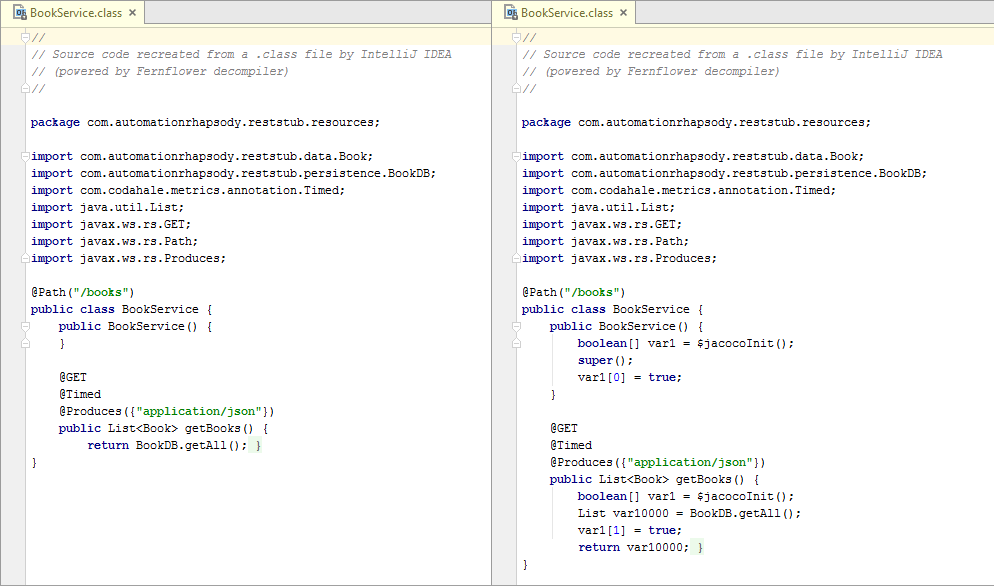 BookService.class
//
// Source code recreated from a .class file by IntelliJ IDEA
// (powered by Fernflower decompiler)
//
package com.automationrhapsody.reststub.resources;
import com.automationrhapsody.reststub.data.Book;
import com.automationrhapsody.reststub.persistence.BookDB;
import com.codahale.metrics.annotation.Timed;
import java.util.List;
import javax.ws.rs.GET;
import javax.ws.rs.Path;
import javax.ws.rs.Produces;
@Path("/books")
public class BookService {
    public BookService() {
    }
    @GET
    @Timed
    @Produces({"application/json"})
    public List<Book> getBooks() {
        return BookDB.getAll(); }
}
BookService.class
//
// Source code recreated from a .class file by IntelliJ IDEA
// (powered by Fernflower decompiler)
//
package com.automationrhapsody.reststub.resources;
import com.automationrhapsody.reststub.data.Book;
import com.automationrhapsody.reststub.persistence.BookDB;
import com.codahale.metrics.annotation.Timed;
import java.util.List;
import javax.ws.rs.GET;
import javax.ws.rs.Path;
import javax.ws.rs.Produces;
@Path("/books")
public class BookService {
    public BookService() {
        boolean[] var1 = $jacocoInit();
        super();
        var1[0] = true;
    }
    @GET
    @Timed
    @Produces({"application/json"})
    public List<Book> getBooks() {
        boolean[] var1 = $jacocoInit();
        List var10000 = BookDB.getAll();
        var1[1] = true;
        return var10000; }
}